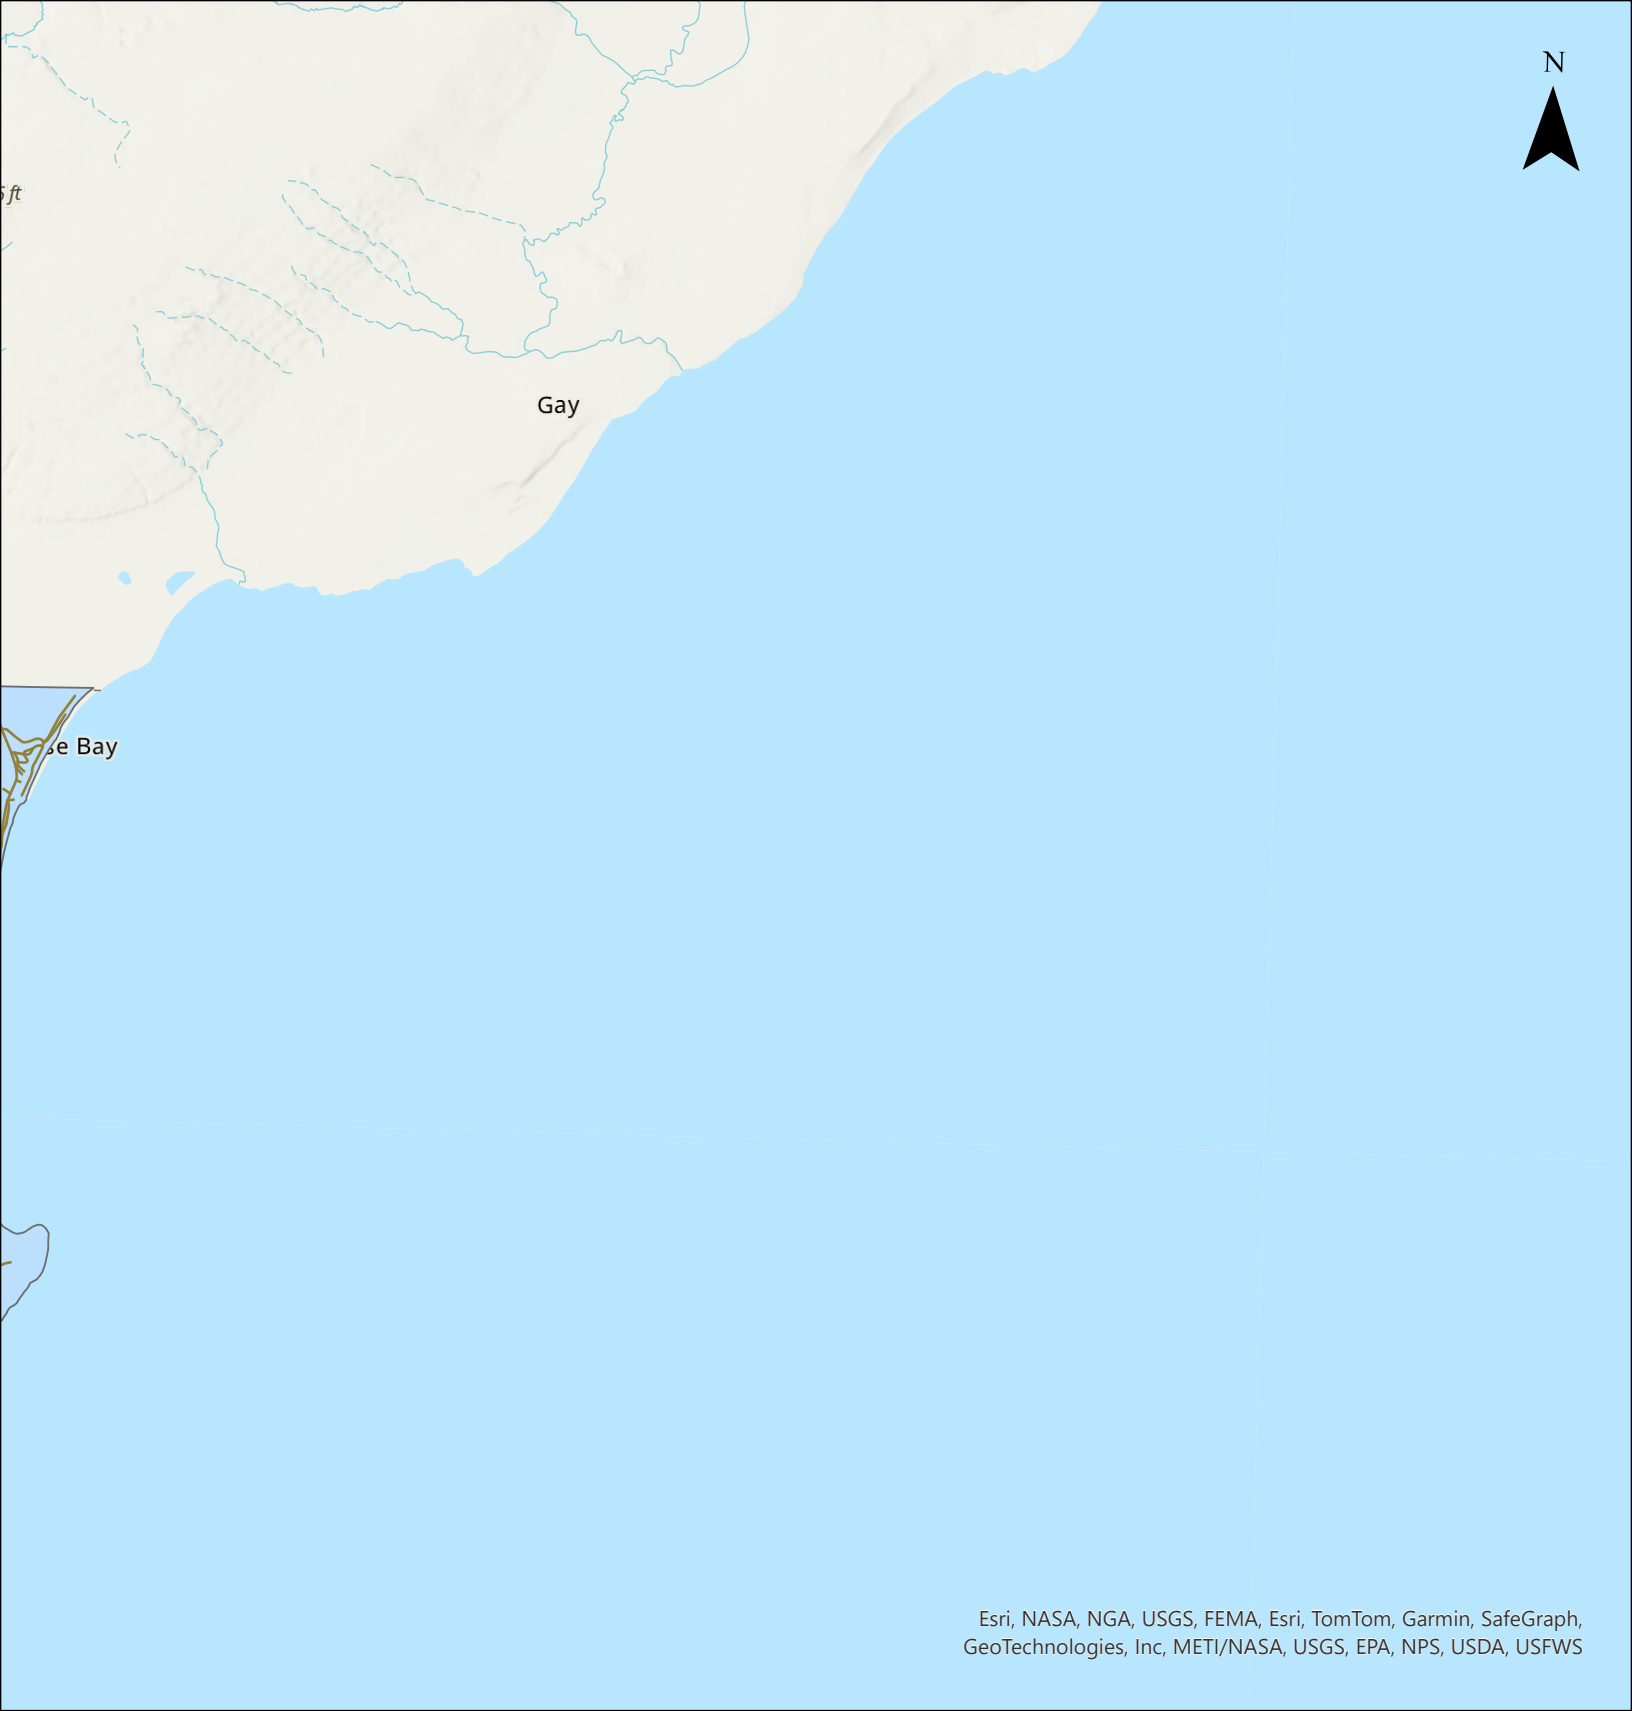 N
ft
Gay
se Bay
Esri, NASA, NGA, USGS, FEMA, Esri, TomTom, Garmin, SafeGraph,
GeoTechnologies, Inc, METI/NASA, USGS, EPA, NPS, USDA, USFWS